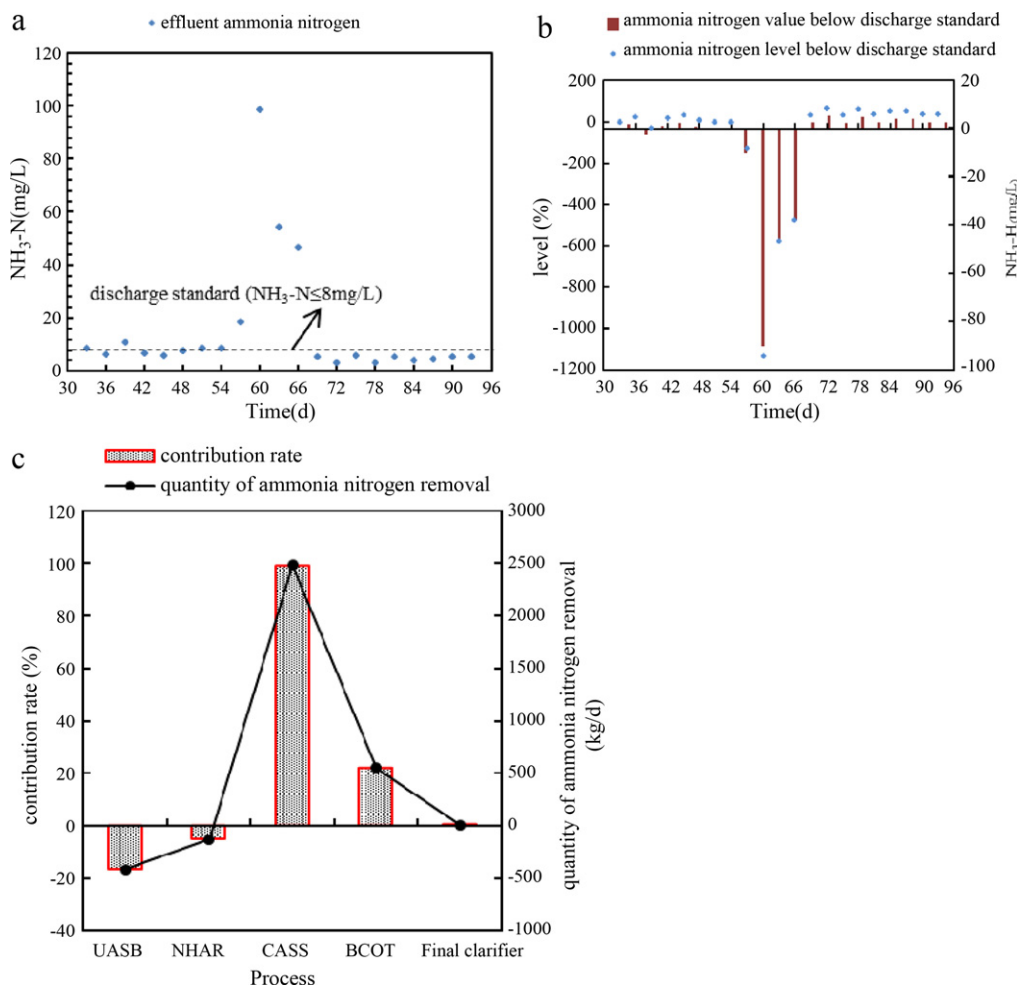 a
effluent ammonia nitrogen
120
100
80
60
40
20
0
NH3-N(mg/L)
discharge standard (NH3-N≤8mg/L)
30 36 42 48 54 60 66 72 78 84 90 96
Time(d)
b
ammonia nitrogen value below discharge standard
ammonia nitrogen level below discharge standard
200
0
-200
-400
-600
-800
-1000
-1200
level (%)
20
0
-20
-40
-60
-80
-100
NH3-H(mg/L)
30 36 42 48 54 60 66 72 78 84 90 96
Time(d)
c
contribution rate
quantity of ammonia nitrogen removal
120
100
80
60
40
20
0
-20
-40
contribution rate (%)
3000
2500
2000
1500
1000
500
0
-500
-1000
quantity of ammonia nitrogen removal
(kg/d)
UASB NHAR CASS BCOT Final clarifier
Process